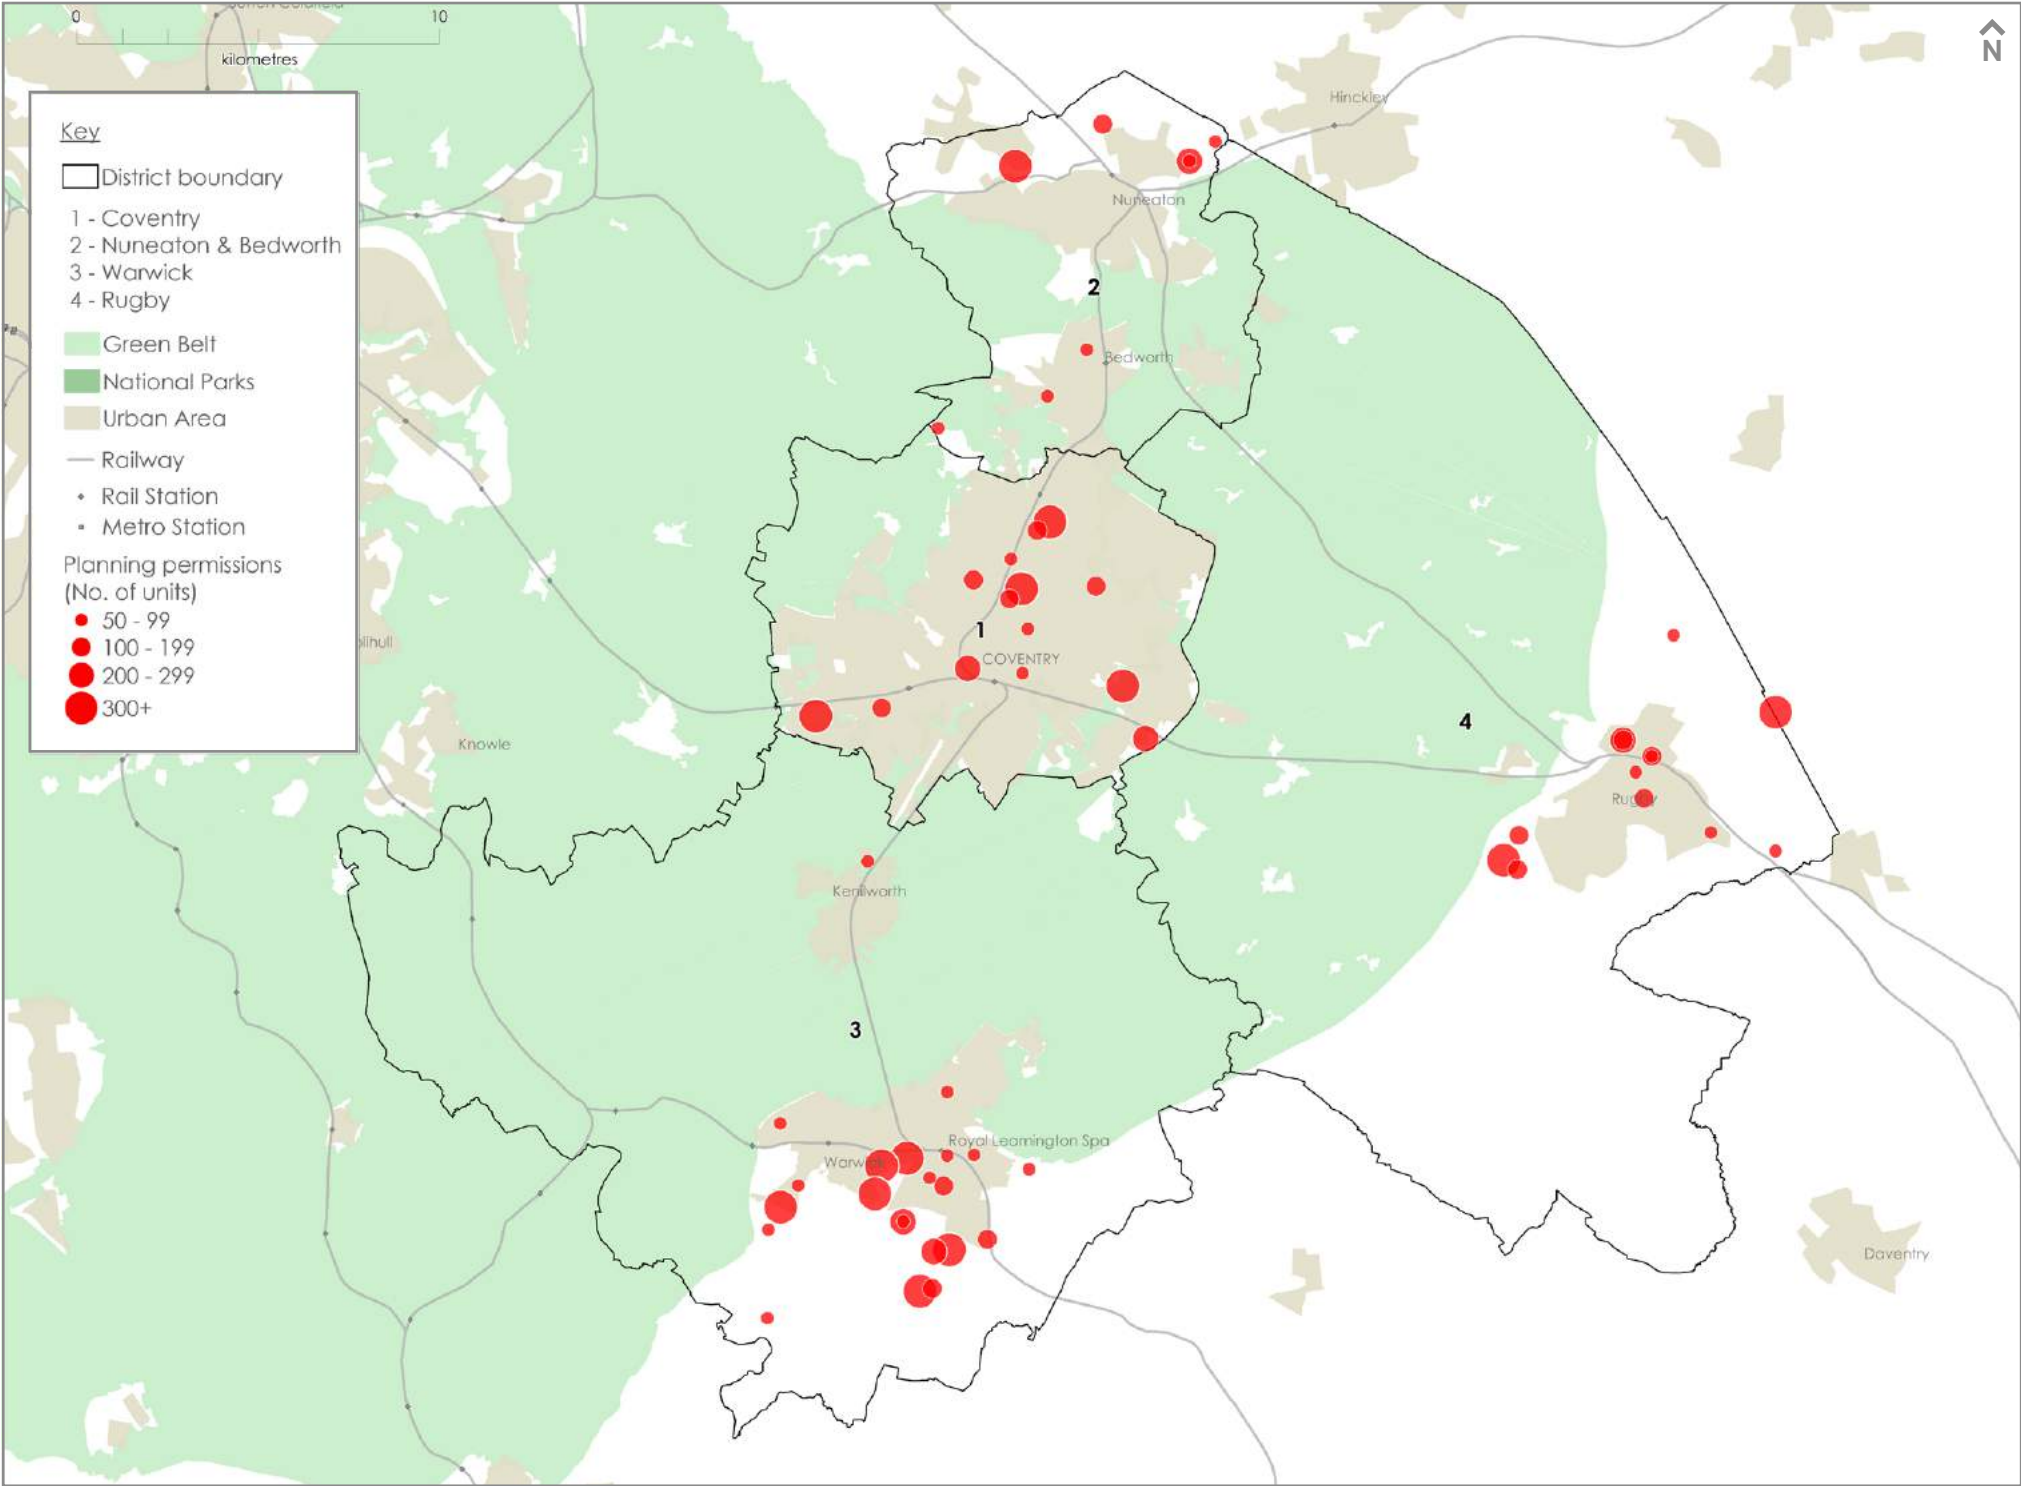 0 10
kilometres
N
Key
District boundary
1 - Coventry
2 - Nuneaton & Bedworth
3 - Warwick
4 - Rugby
Green Belt
National Parks
Urban Area
Railway
Rail Station
Metro Station
Planning permissions
(No. of units)
50 - 99
100 - 199
200 - 299
300+
Hinckley
Nuneaton
2
Bedworth
1
COVENTRY
4
Knowle
Rugby
Kenilworth
3
Royal Leamington Spa
Warwick
Daventry